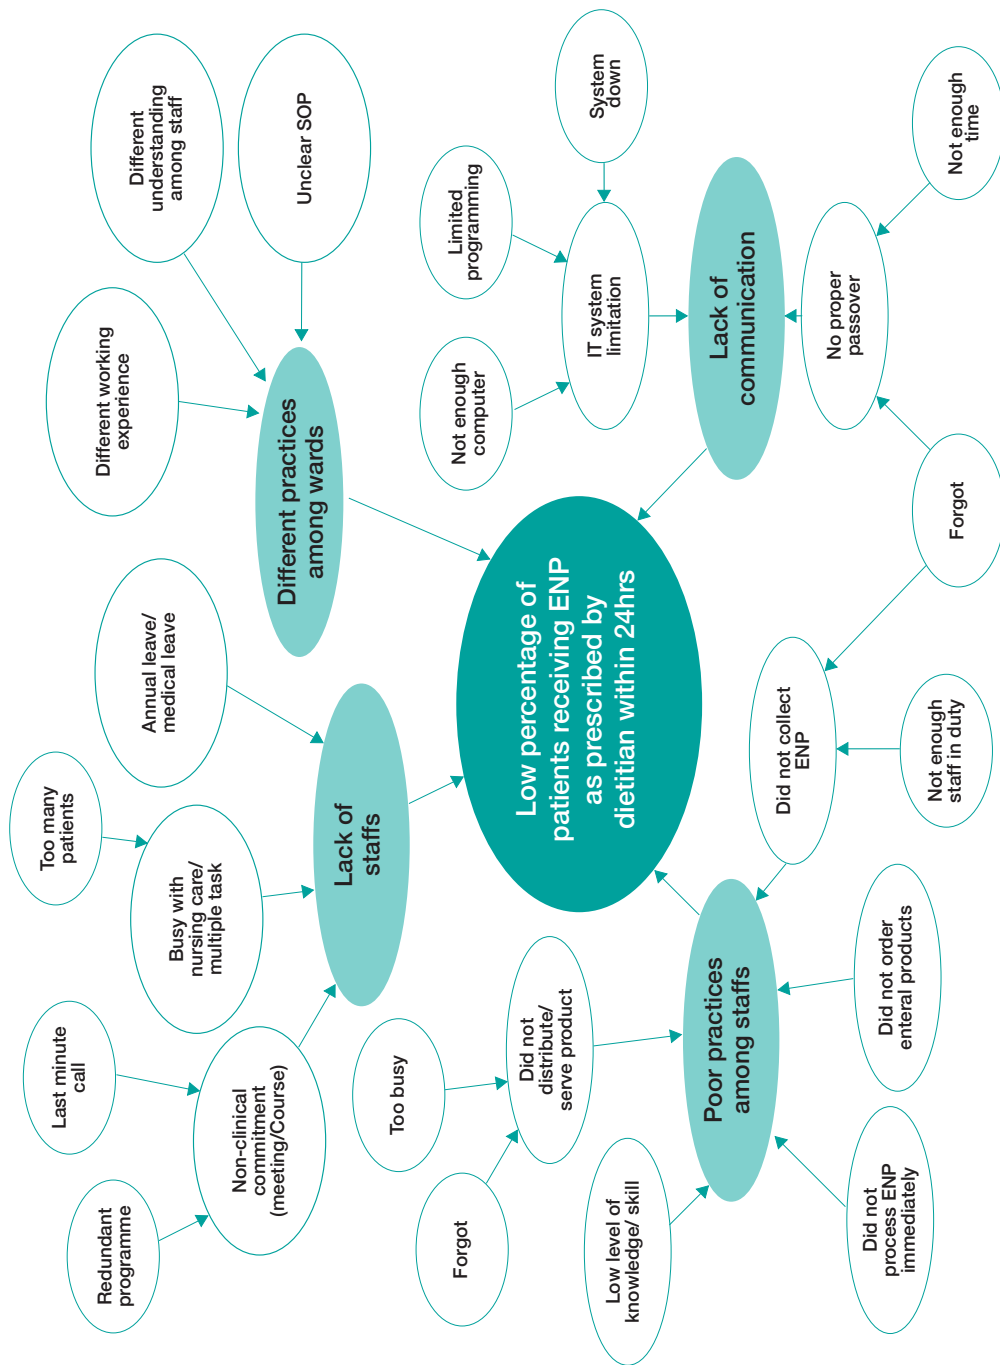 Redundant
programme
Last minute
call
Too many
patients
Annual leave/
medical leave
Different working
experience
Different
understanding
among staff
Unclear SOP
Non-clinical
commitment
(meeting/Course)
Busy with
nursing care/
multiple task
Lack of
staffs
Different practices
among wards
Forgot
Too busy
Did not
distribute/
serve product
Low percentage of
patients receiving ENP
as prescribed by
dietitian within 24hrs
Not enough
computer
Limited
programming
System
down
IT system
limitation
Low level of
knowledge/ skill
Poor practices
among staffs
Lack of
communication
Did not collect
ENP
No proper
passover
Did not
process ENP
immediately
Did not order
enteral products
Not enough
staff in duty
Forgot
Not enough
time